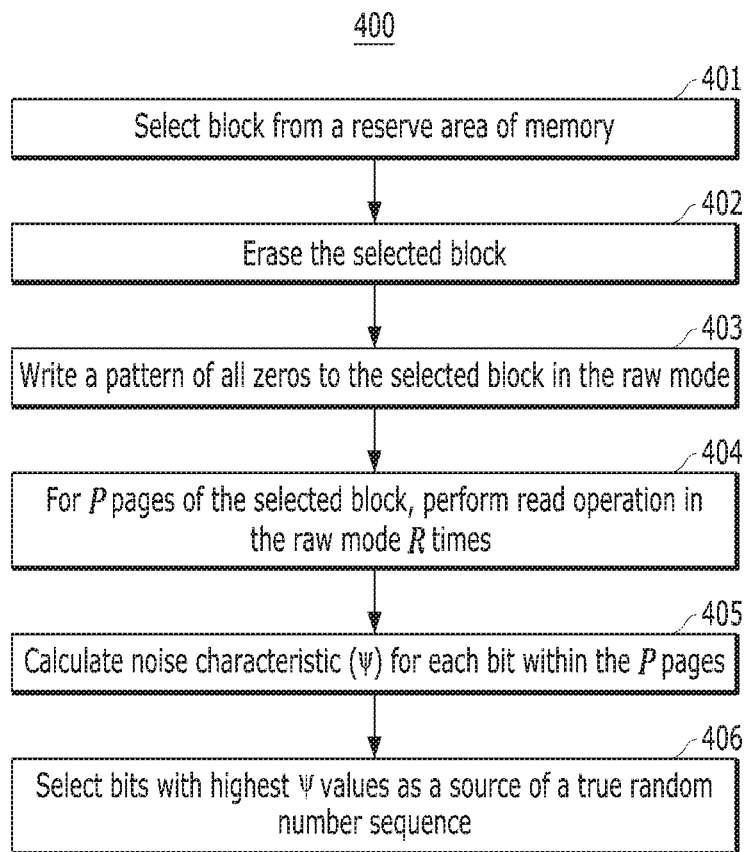 400
401
Select block from a reserve area of memory
402
Erase the selected block
403
Write a pattern of all zeros to the selected block in the raw mode
404
For P pages of the selected block, perform read operation in
the raw mode R times
405
Calculate noise characteristic (Ψ) for each bit within the P pages
406
Select bits with highest Ψ values as a source of a true random
number sequence